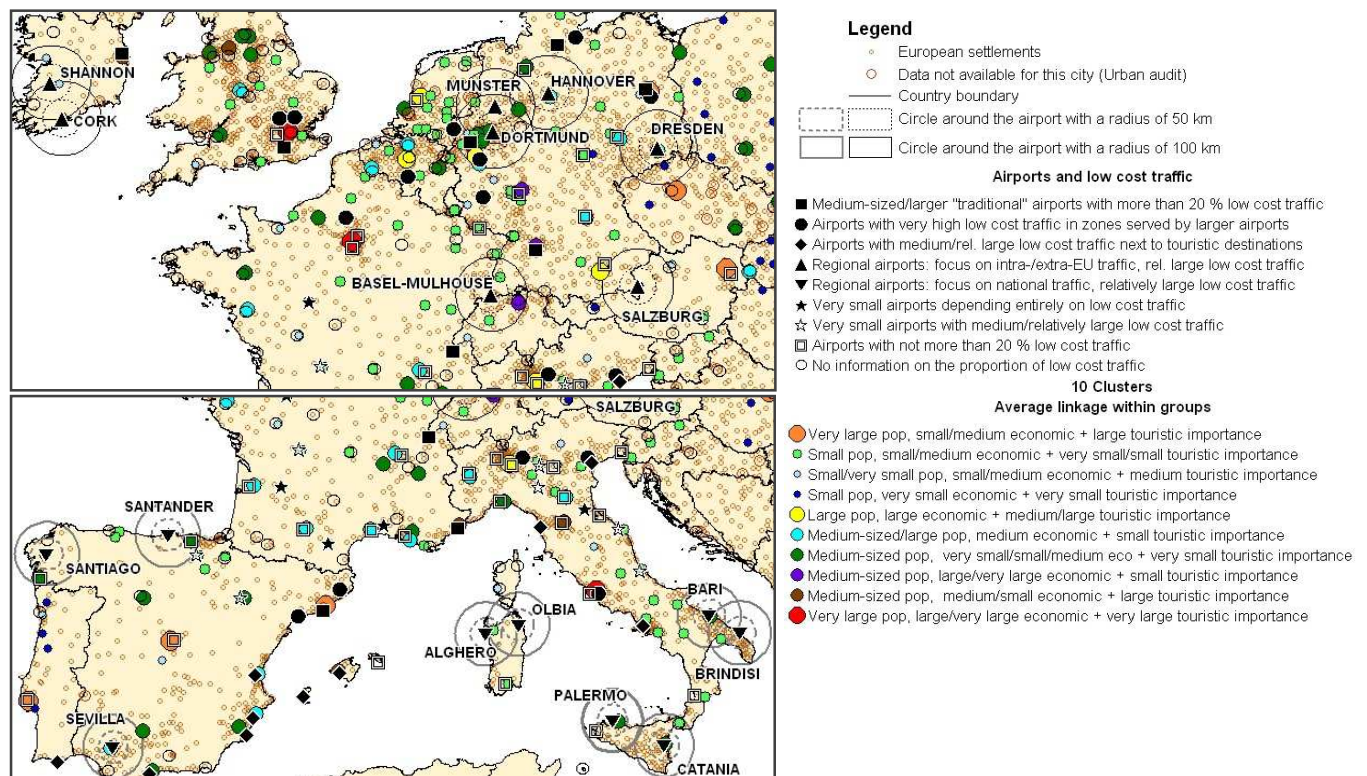 SHANNON
CORK
MUNSTER
HANNOVER
DORTMUND
DRESDEN
BASEL-MULHOUSE
SALZBURG
SALZBURG
SANTANDER
SANTIAGO
OLBIA
ALGHERO
BARI
BRINDISI
PALERMO
SEVILLA
CATANIA
Legend
European settlements
Data not available for this city (Urban audit)
Country boundary
Circle around the airport with a radius of 50 km
Circle around the airport with a radius of 100 km
Airports and low cost traffic
Medium-sized/larger "traditional" airports with more than 20 % low cost traffic
Airports with very high low cost traffic in zones served by larger airports
Airports with medium/rel. large low cost traffic next to touristic destinations
Regional airports: focus on intra-/extra-EU traffic, rel. large low cost traffic
Regional airports: focus on national traffic, relatively large low cost traffic
Very small airports depending entirely on low cost traffic
Very small airports with medium/relatively large low cost traffic
Airports with not more than 20 % low cost traffic
No information on the proportion of low cost traffic
10 Clusters
Average linkage within groups
Very large pop, small/medium economic + large touristic importance
Small pop, small/medium economic + very small/small touristic importance
Small/very small pop, small/medium economic + medium touristic importance
Small pop, very small economic + very small touristic importance
Large pop, large economic + medium/large touristic importance
Medium-sized/large pop, medium economic + small touristic importance
Medium-sized pop, very small/small/medium eco + very small touristic importance
Medium-sized pop, large/very large economic + small touristic importance
Medium-sized pop, medium/small economic + large touristic importance
Very large pop, large/very large economic + very large touristic importance